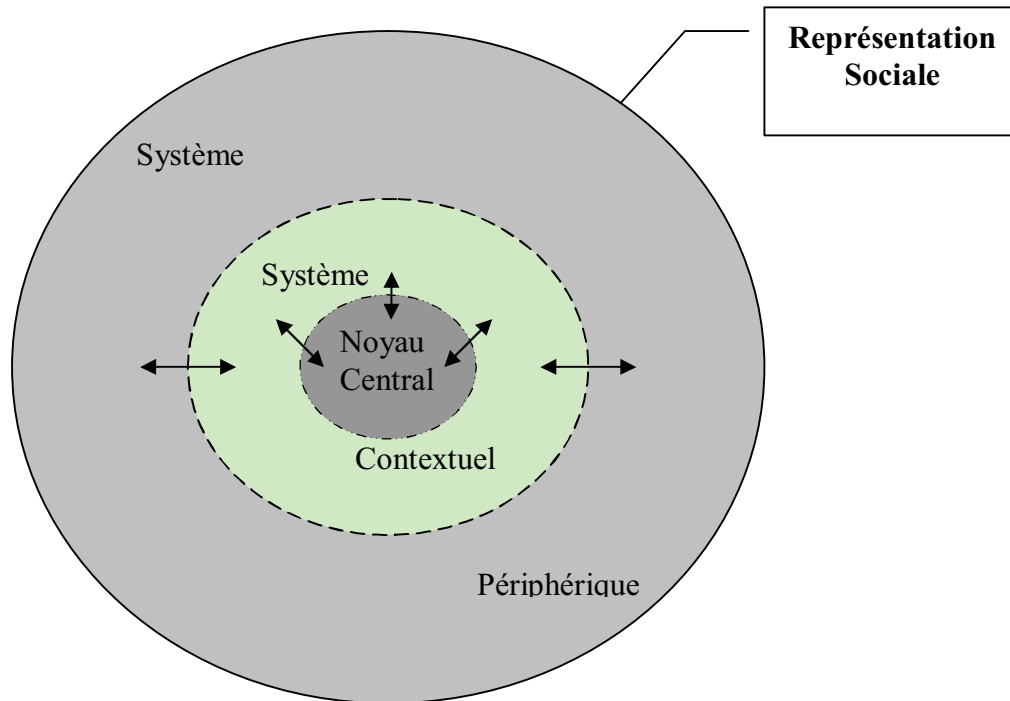 Représentation
Sociale
Système
Système
Noyau
Central
Contextuel
Périphérique